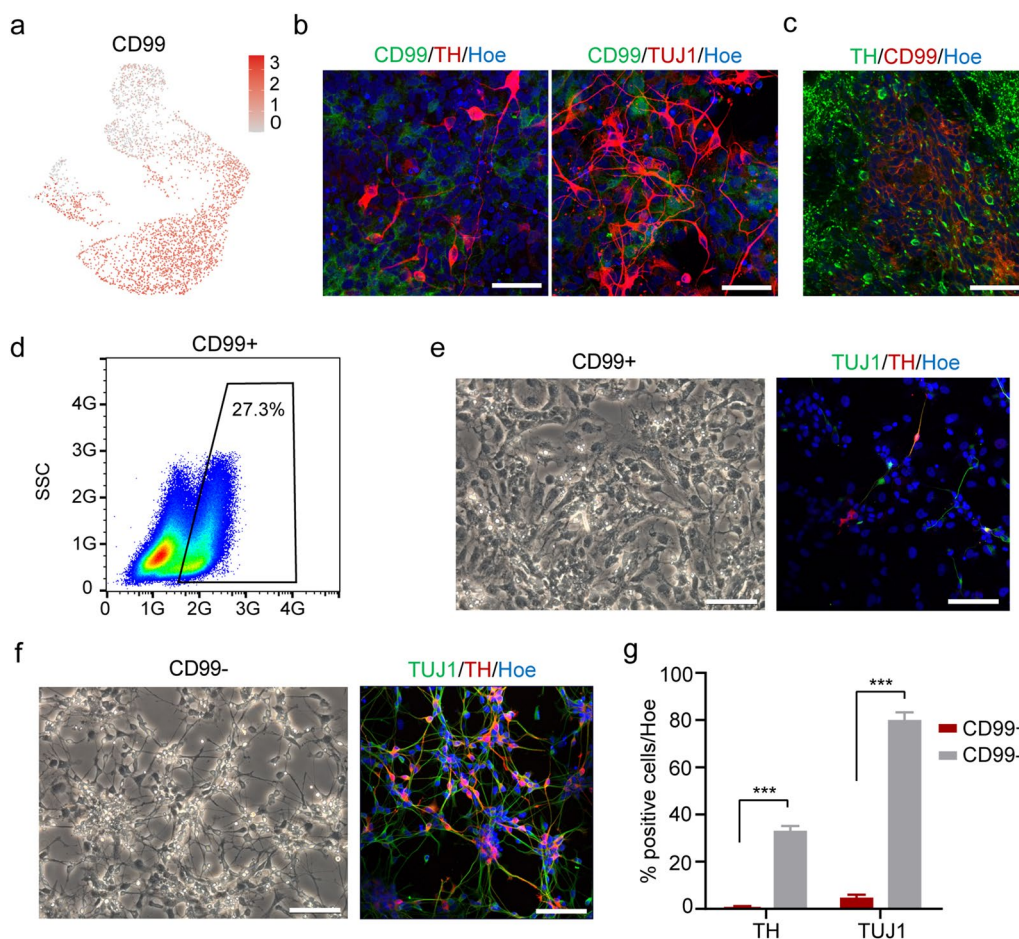 a
CD99
3
2
1
0
b
CD99/TH/Hoe
CD99/TUJ1/Hoe
c
TH/CD99/Hoe
d
CD99+
27.3%
4G
3G
2G
1G
0
SSC
0 1G 2G 3G 4G
e
CD99+
TUJ1/TH/Hoe
f
CD99-
TUJ1/TH/Hoe
g
100
80
60
40
20
0
% positive cells/Hoe
***
***
CD99+
CD99-
TH TUJ1